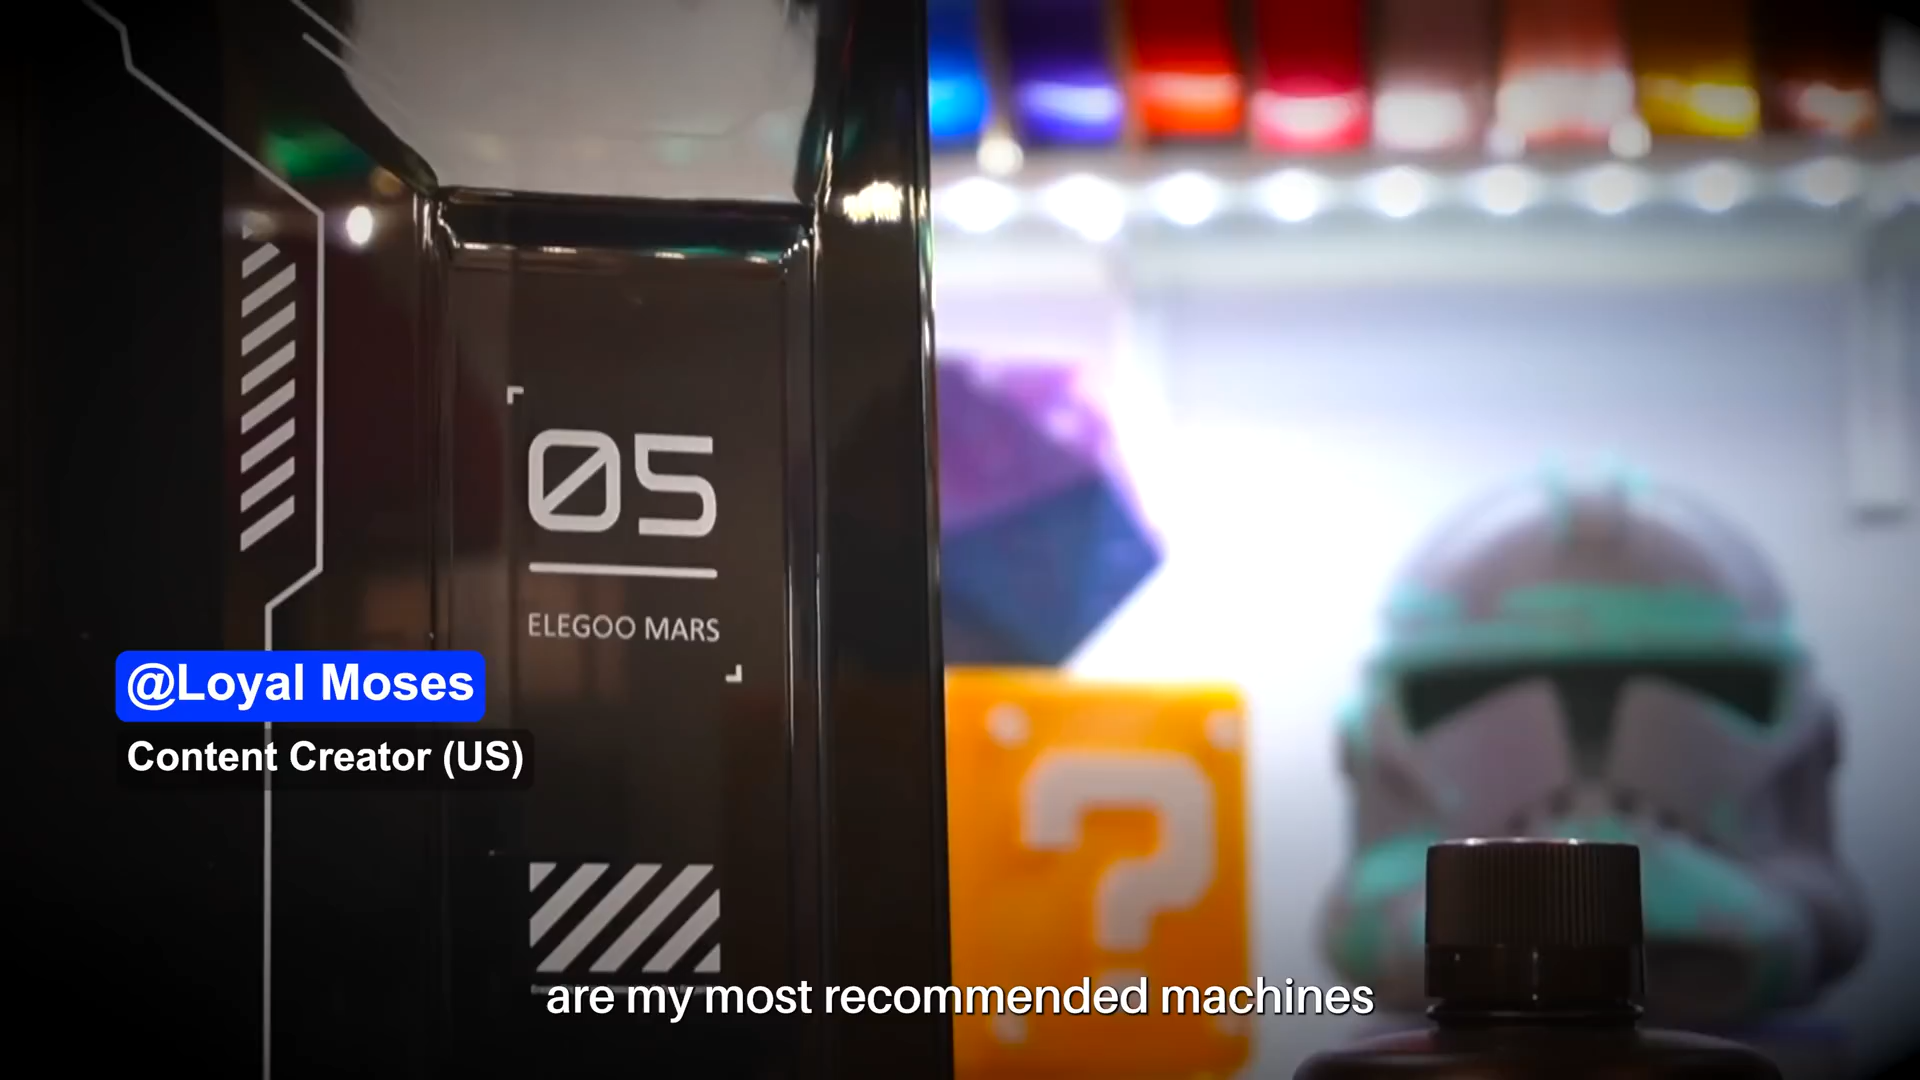 05
ELEGOO MARS
@Loyal Moses
Content Creator (US)
?
are my most recommended machines